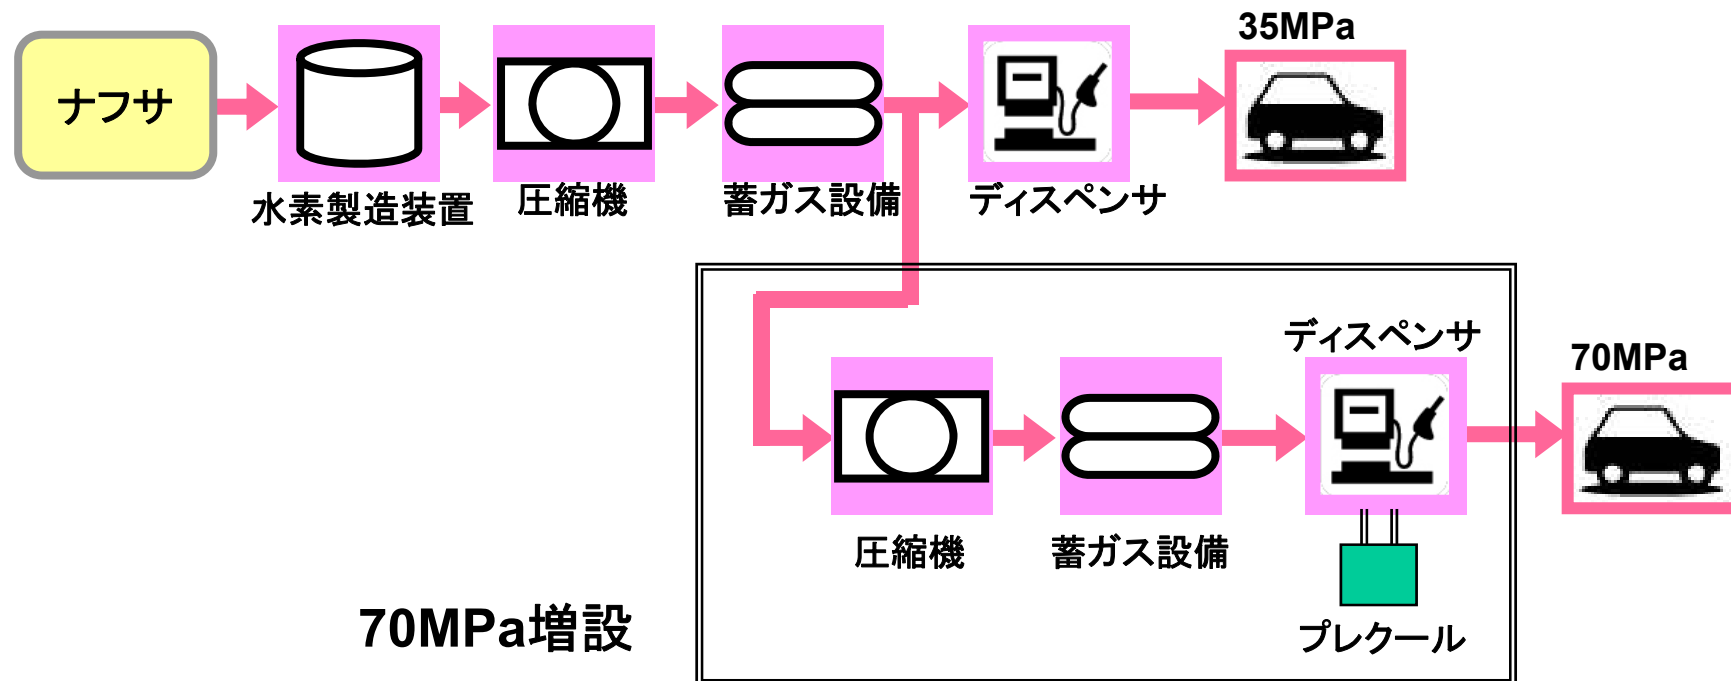 35MPa
ナフサ
水素製造装置
圧縮機
蓄ガス設備
ディスペンサ
ディスペンサ
70MPa
圧縮機
蓄ガス設備
プレクール
70MPa増設